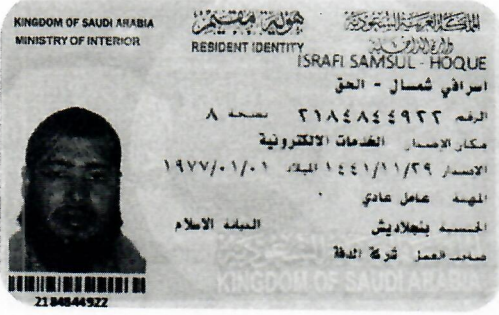 KINGDOM OF SAUDI ARABIA هوية مقيم المملكة العربية السعودية
MINISTRY OF INTERIOR RESIDENT IDENTITY وزارة الداخلية
ISRAFI SAMSUL - HOQUE
اسرافي شمسال - الحق
الرقم ٢١٨٤٨٤٤٩٢٢ نسخة ٨
مكان الإصدار الخدمات الالكترونية
الاصدار ١٤٤١/١١/٢٩ الميلاد ١٩٧٧/٠١/٠١
المهنة عامل عادي
الجنسية بنجلاديش الديانة الاسلام
صاحب العمل شركة الدفة
KINGDOM OF SAUDI ARABIA
2184844922